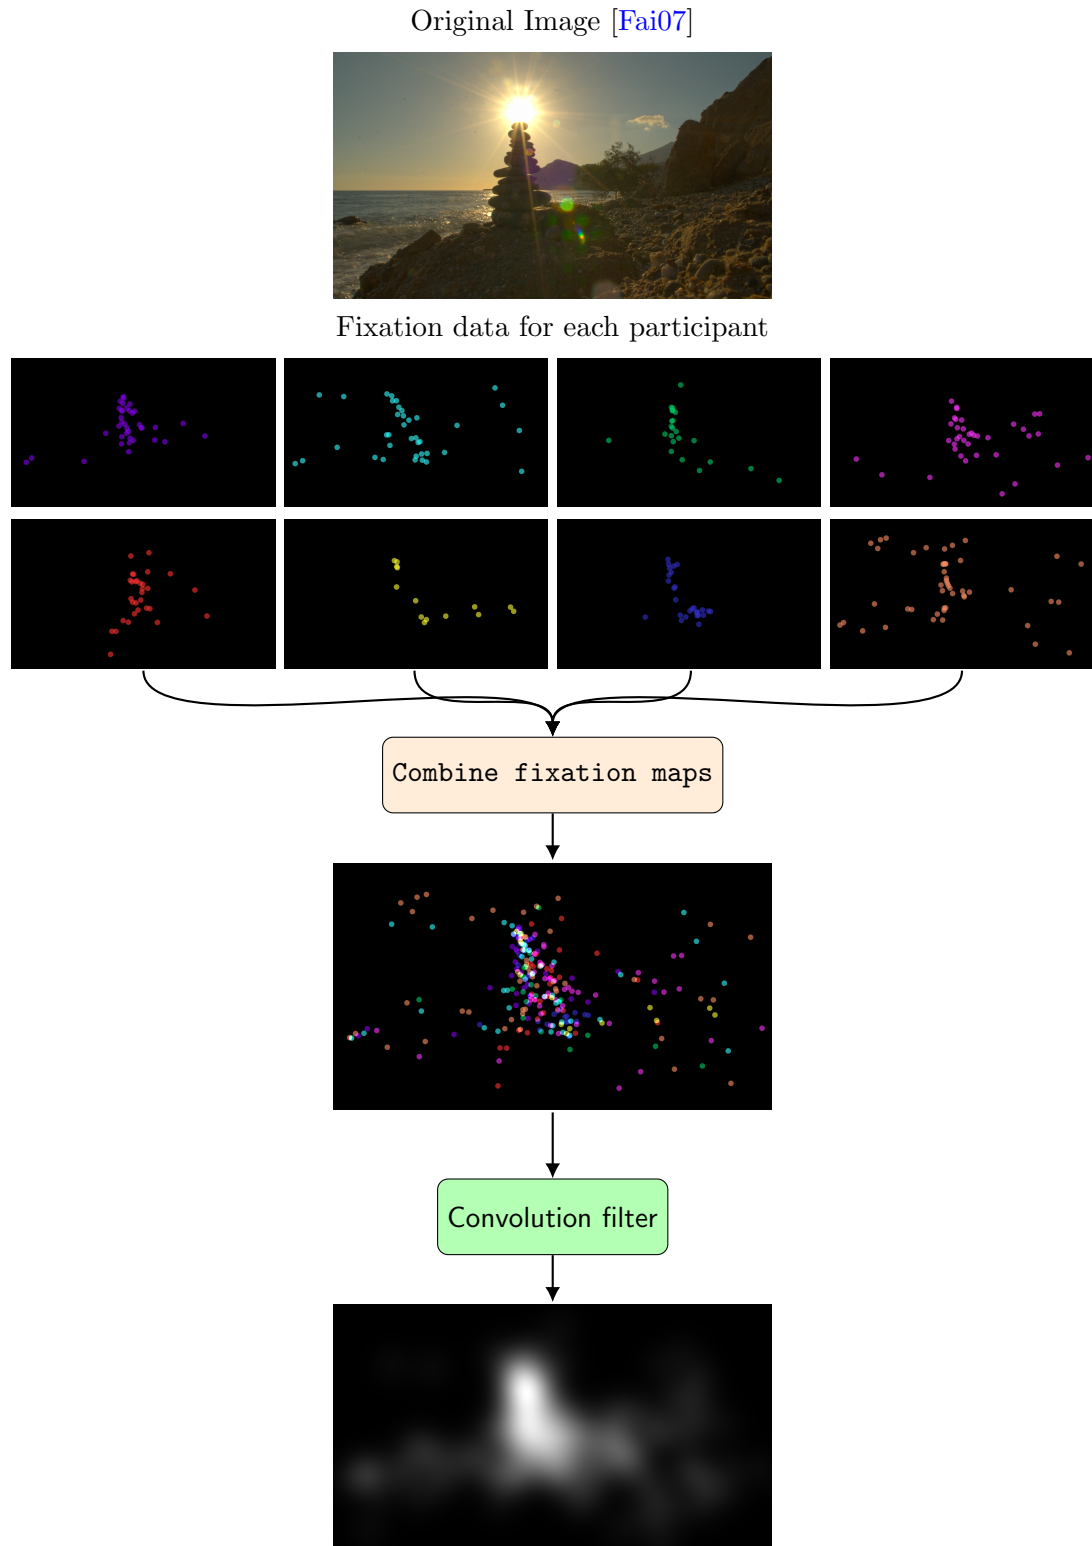 Original Image [Fai07]
Fixation data for each participant
Combine fixation maps
Convolution filter